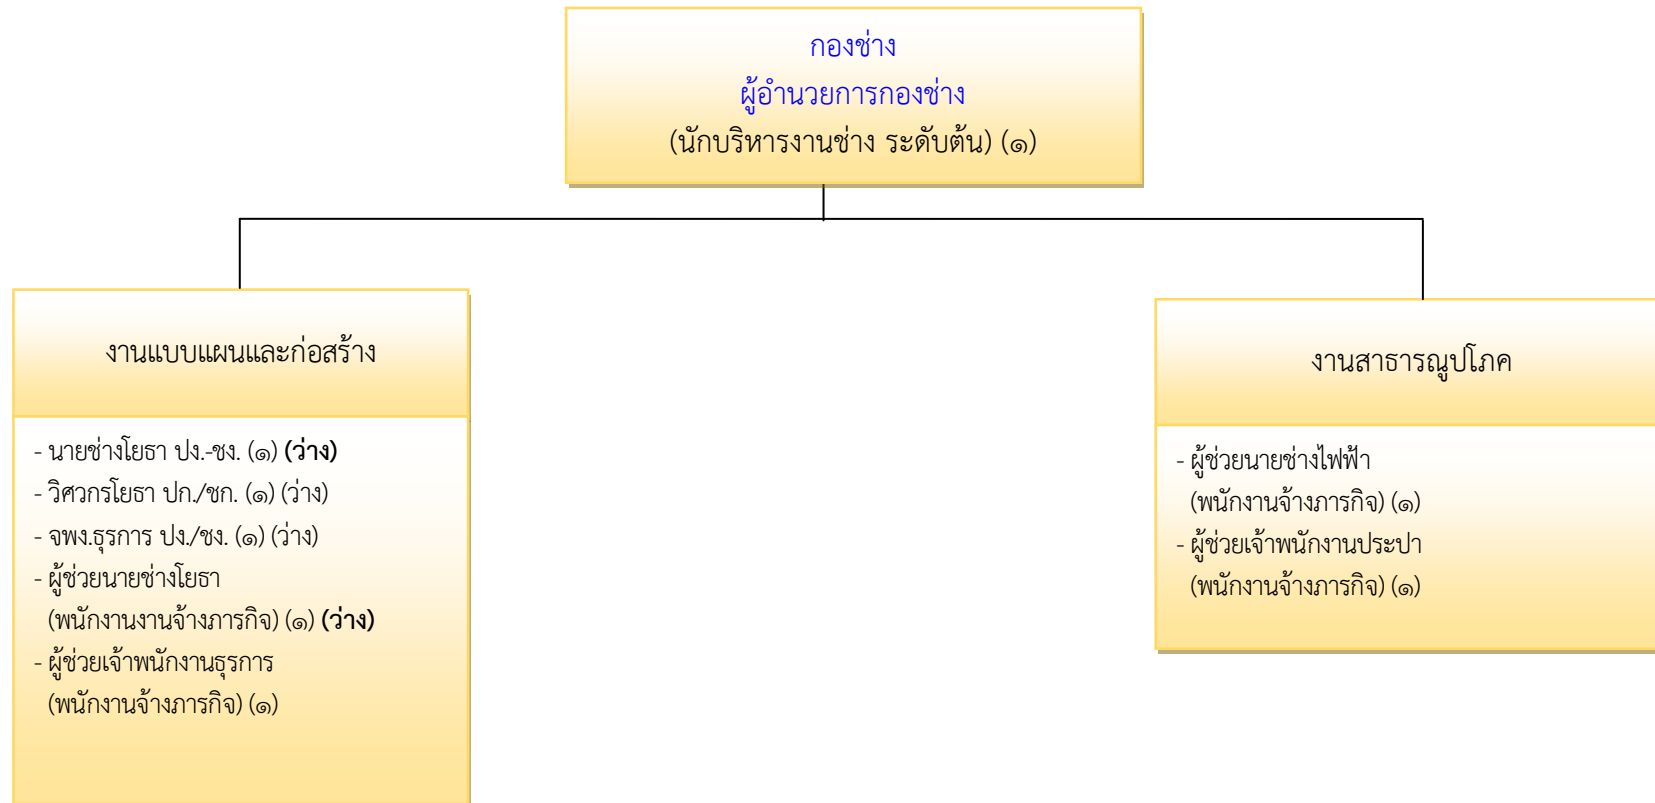 กองช่าง
ผู้อำนวยการกองช่าง
(นักบริหารงานช่าง ระดับต้น) (๑)
งานแบบแผนและก่อสร้าง
- นายช่างโยธา ปง.-ชง. (๑) (ว่าง)
- วิศวกรโยธา ปก./ชก. (๑) (ว่าง)
- จพง.ธุรการ ปง./ชง. (๑) (ว่าง)
- ผู้ช่วยนายช่างโยธา
(พนักงานงานจ้างภารกิจ) (๑) (ว่าง)
- ผู้ช่วยเจ้าพนักงานธุรการ
(พนักงานจ้างภารกิจ) (๑)
งานสาธารณูปโภค
- ผู้ช่วยนายช่างไฟฟ้า
(พนักงานจ้างภารกิจ) (๑)
- ผู้ช่วยเจ้าพนักงานประปา
(พนักงานจ้างภารกิจ) (๑)